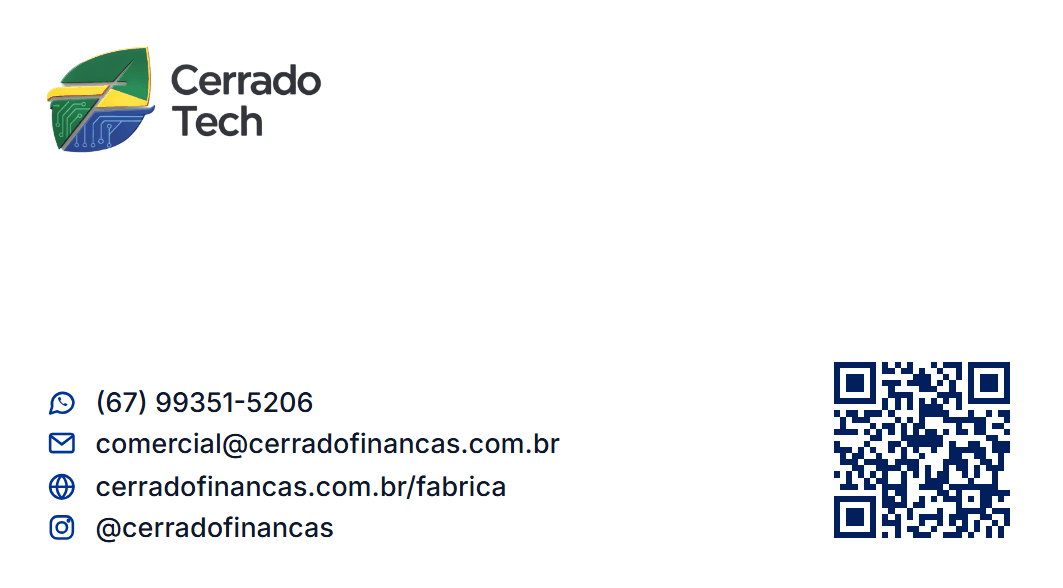 Cerrado
Tech
(67) 99351-5206
comercial@cerradofinancas.com.br
cerradofinancas.com.br/fabrica
@cerradofinancas